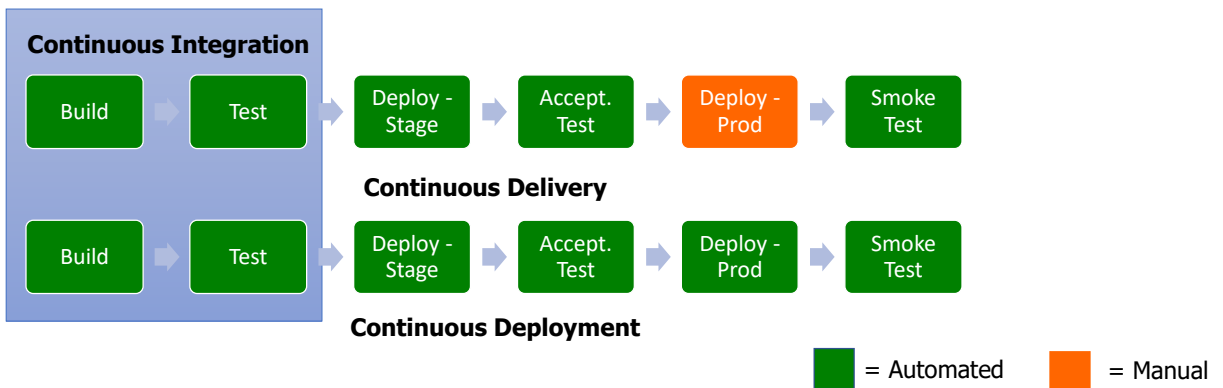 Continuous Integration
Build
Test
Deploy -
Stage
Accept.
Test
Deploy -
Prod
Smoke
Test
Continuous Delivery
Build
Test
Deploy -
Stage
Accept.
Test
Deploy -
Prod
Smoke
Test
Continuous Deployment
= Automated
= Manual